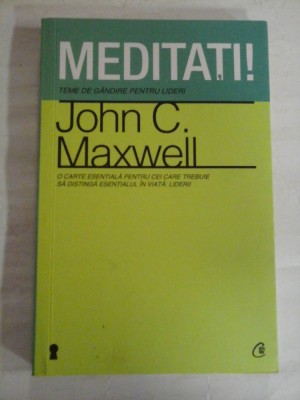 MEDITAȚI!
TEME DE GÂNDIRE PENTRU LIDERI
John C.
Maxwell
O CARTE ESENȚIALĂ PENTRU CEI CARE TREBUIE
SĂ DISTINGĂ ESENȚIALUL ÎN VIAȚĂ: LIDERII